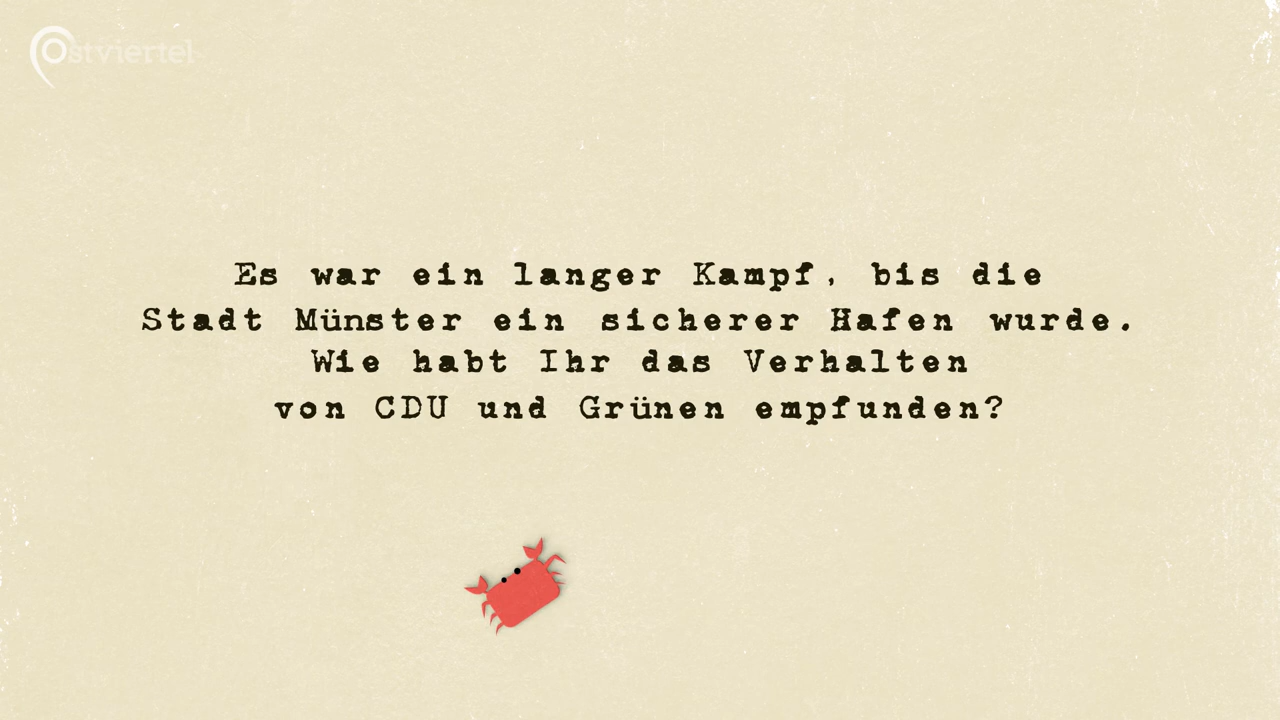 Ostviertel
Es war ein langer Kampf, bis die
Stadt Münster ein sicherer Hafen wurde.
Wie habt Ihr das Verhalten
von CDU und Grünen empfunden?